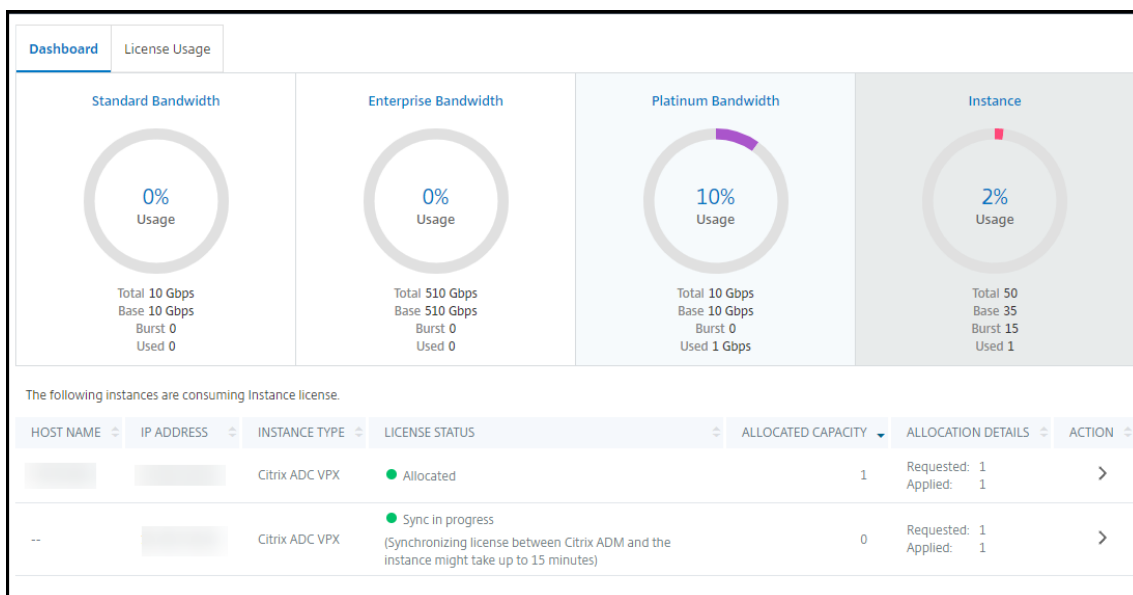 Dashboard
License Usage
Standard Bandwidth
0%
Usage
Total 10 Gbps
Base 10 Gbps
Burst 0
Used 0
Enterprise Bandwidth
0%
Usage
Total 510 Gbps
Base 510 Gbps
Burst 0
Used 0
Platinum Bandwidth
10%
Usage
Total 10 Gbps
Base 10 Gbps
Burst 0
Used 1 Gbps
Instance
2%
Usage
Total 50
Base 35
Burst 15
Used 1
The following instances are consuming Instance license.
HOST NAME IP ADDRESS INSTANCE TYPE LICENSE STATUS ALLOCATED CAPACITY ALLOCATION DETAILS ACTION
Citrix ADC VPX Allocated 1 Requested: 1
Applied: 1
-- Citrix ADC VPX Sync in progress
(Synchronizing license between Citrix ADM and the
instance might take up to 15 minutes)
0 Requested: 1
Applied: 1